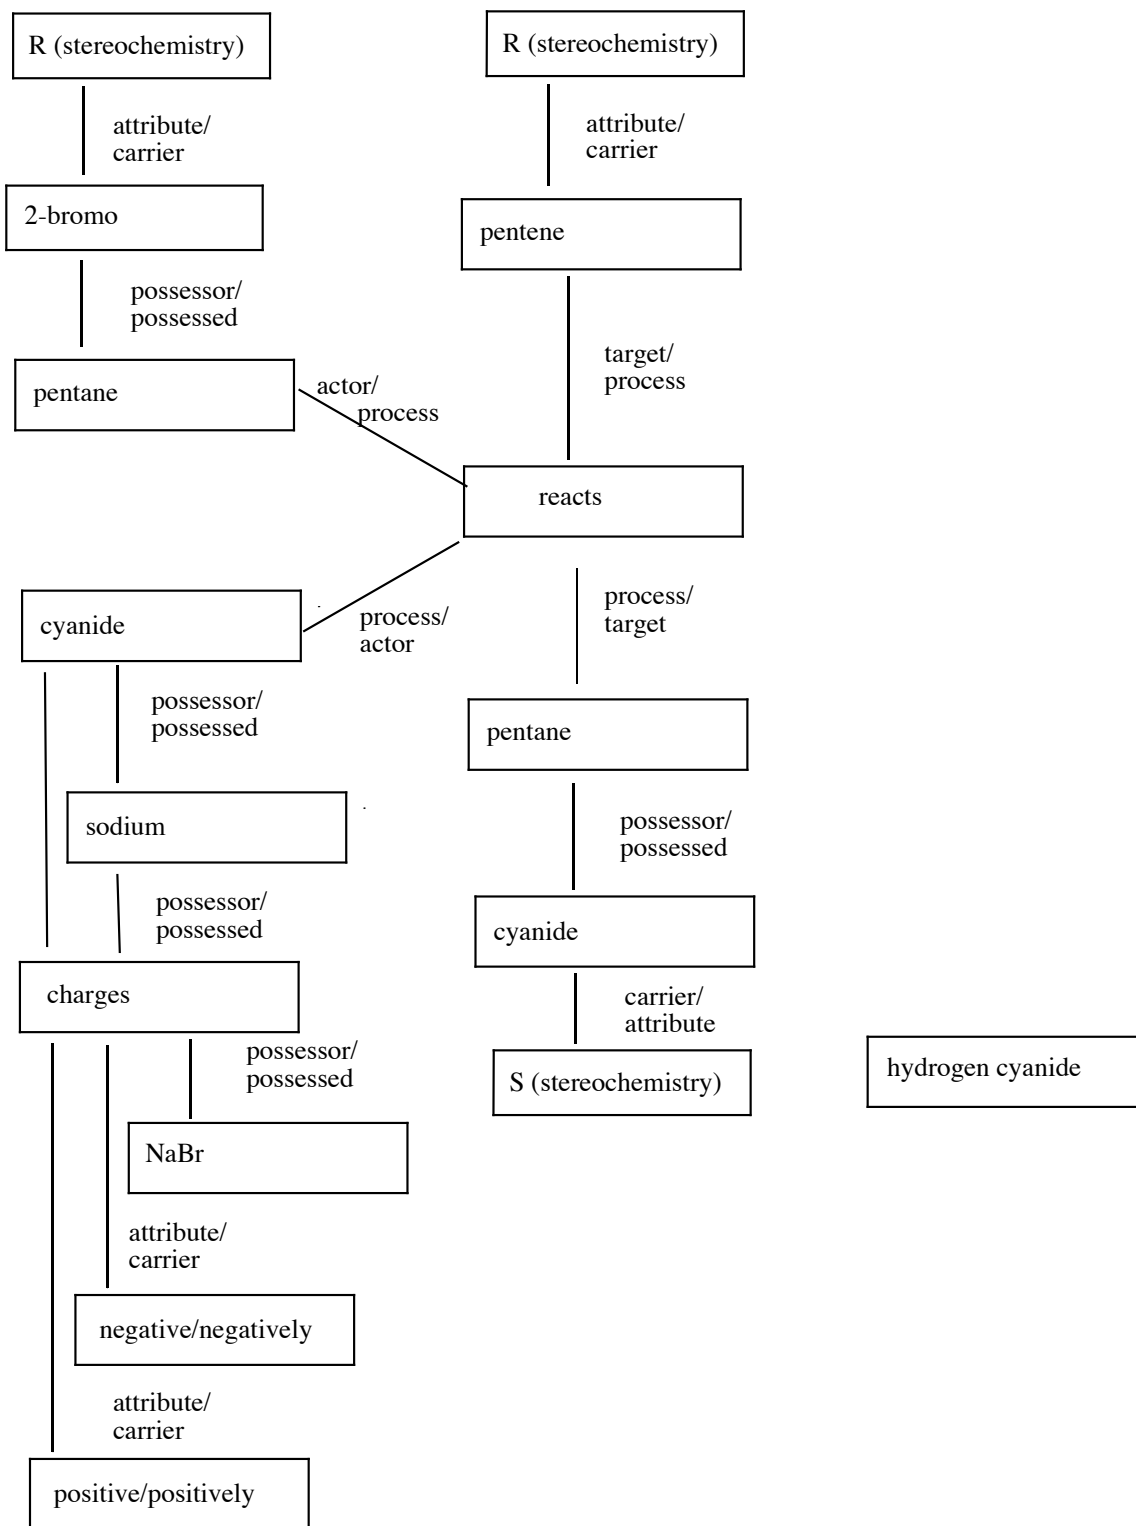 R (stereochemistry)
R (stereochemistry)
attribute/
carrier
attribute/
carrier
2-bromo
pentene
possessor/
possessed
target/
process
pentane
actor/
process
reacts
process/
target
cyanide
process/
actor
possessor/
possessed
pentane
sodium
possessor/
possessed
possessor/
possessed
cyanide
charges
carrier/
attribute
possessor/
possessed
S (stereochemistry)
hydrogen cyanide
NaBr
attribute/
carrier
negative/negatively
attribute/
carrier
positive/positively